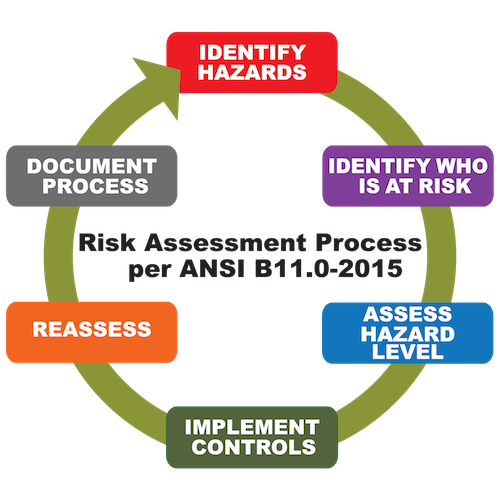 IDENTIFY
HAZARDS
IDENTIFY WHO
IS AT RISK
ASSESS
HAZARD
LEVEL
IMPLEMENT
CONTROLS
REASSESS
DOCUMENT
PROCESS
Risk Assessment Process
per ANSI B11.0-2015